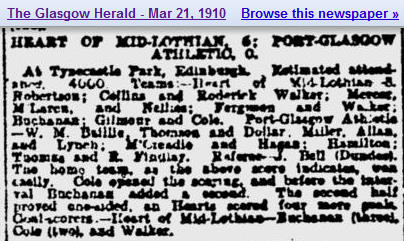 The Glasgow Herald - Mar 21, 1910 Browse this newspaper »
HEART OF MID-LOTHIAN, 6; PORT-GLASGOW
ATHLETIC, 0.
At Tynecastle Park, Edinburgh. Estimated attend-
ance, 4000. Teams:—Heart of Mid-Lothian—
Robertson; Collins and Roderick Walker; Mercer,
M'Laren, and Nellies; Ferguson and Walker;
Buchanan; Gilmour and Cole. Port-Glasgow Athletic
—W. M. Baillie, Thomson and Dollar, Miller, Allan,
and Lynch; M'Creadie and Hagan; Hamilton;
Thomas and R. Findlay. Referee—J. Bell (Dundee).
The home team, as the above score indicates, won
easily. Cole opened the scoring, and before the inter-
val Buchanan added a second. The second half
proved one-sided, an Hearts scored four more goals.
Goal-scorers.—Heart of Mid-Lothian—Buchanan (three),
Cole (two), and Walker.